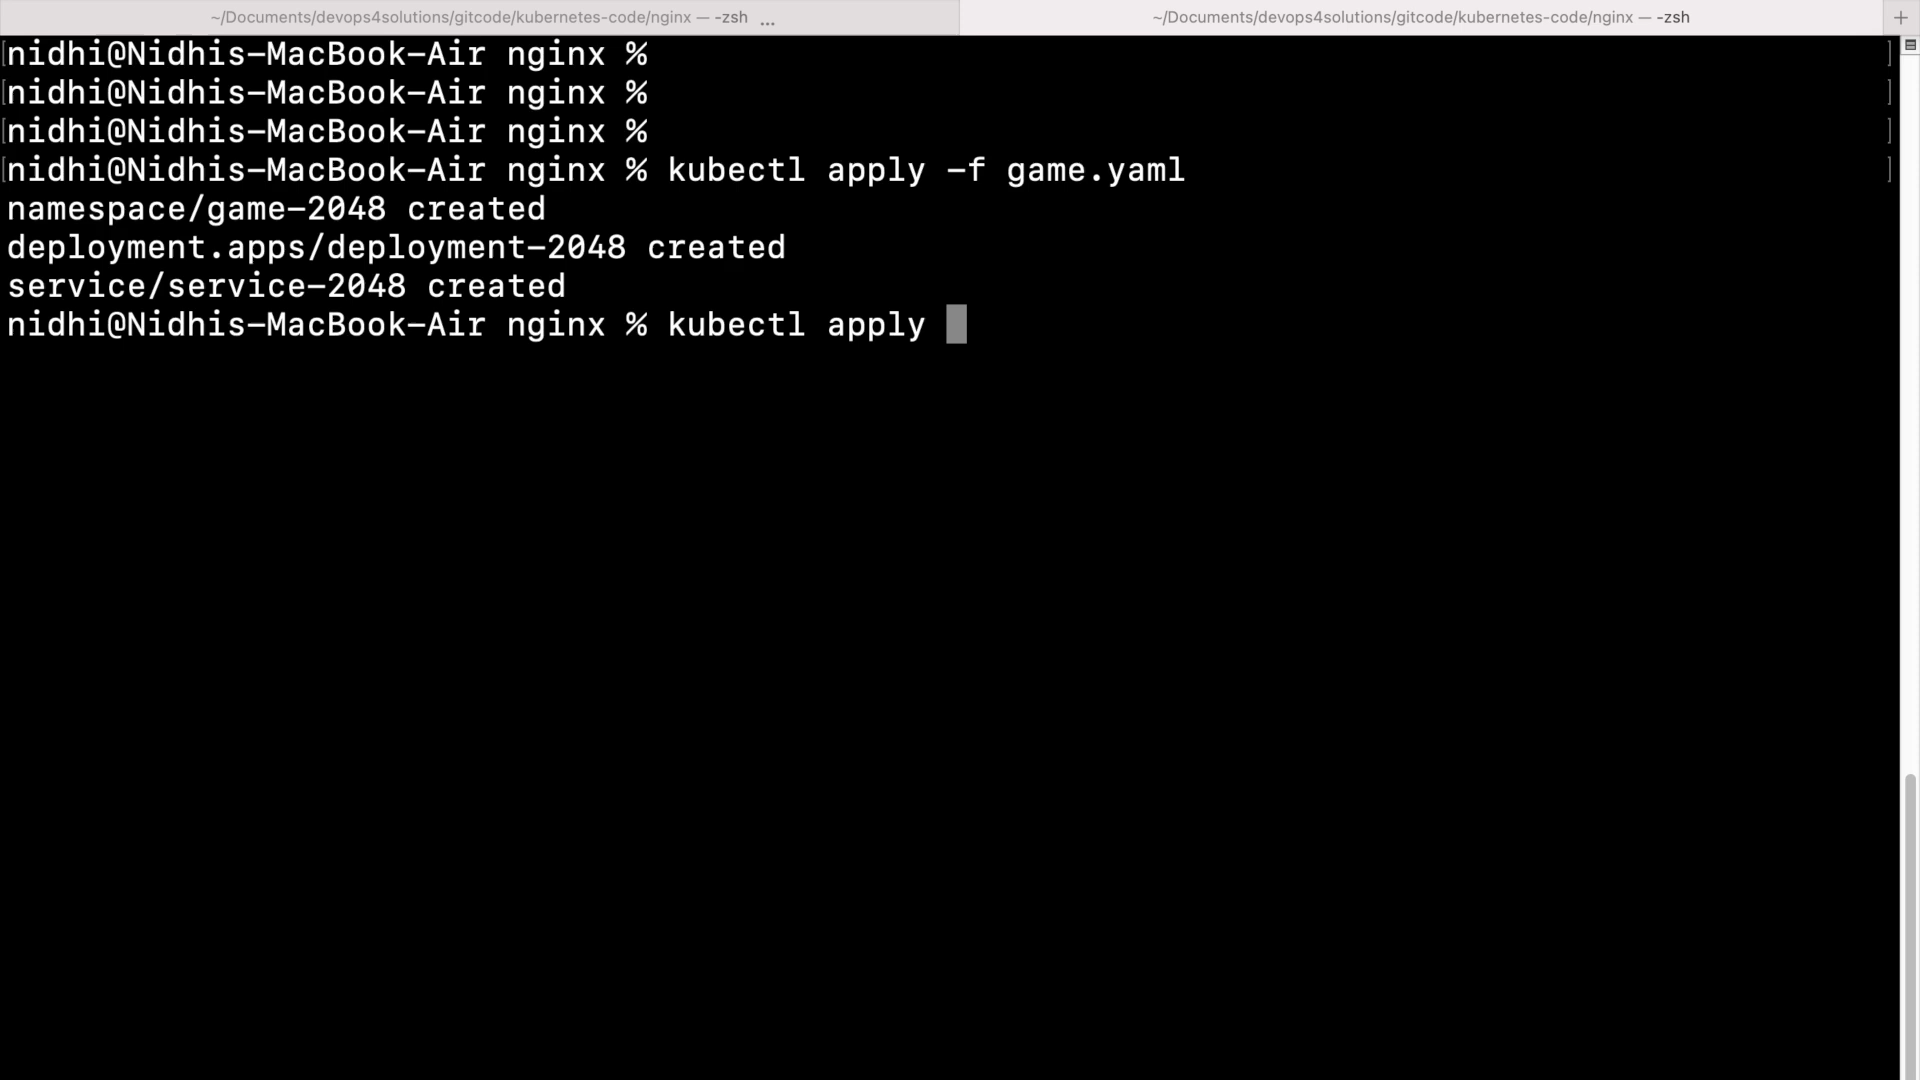 ~/Documents/devops4solutions/gitcode/kubernetes-code/nginx — -zsh ...
~/Documents/devops4solutions/gitcode/kubernetes-code/nginx — -zsh +
[nidhi@Nidhis-MacBook-Air nginx % ]
[nidhi@Nidhis-MacBook-Air nginx % ]
[nidhi@Nidhis-MacBook-Air nginx % ]
[nidhi@Nidhis-MacBook-Air nginx % kubectl apply -f game.yaml ]
namespace/game-2048 created
deployment.apps/deployment-2048 created
service/service-2048 created
nidhi@Nidhis-MacBook-Air nginx % kubectl apply